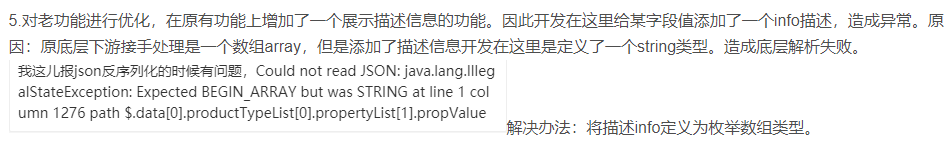 5.对老功能进行优化，在原有功能上增加了一个展示描述信息的功能。因此开发在这里给某字段值添加了一个info描述，造成异常。原
因：原底层下游接手处理是一个数组array，但是添加了描述信息开发在这里是定义了一个string类型。造成底层解析失败。
我这儿报json反序列化的时候有问题，Could not read JSON: java.lang.Illeg
alStateException: Expected BEGIN_ARRAY but was STRING at line 1 col
umn 1276 path $.data[0].productTypeList[0].propertyList[1].propValue
解决办法：将描述info定义为枚举数组类型。